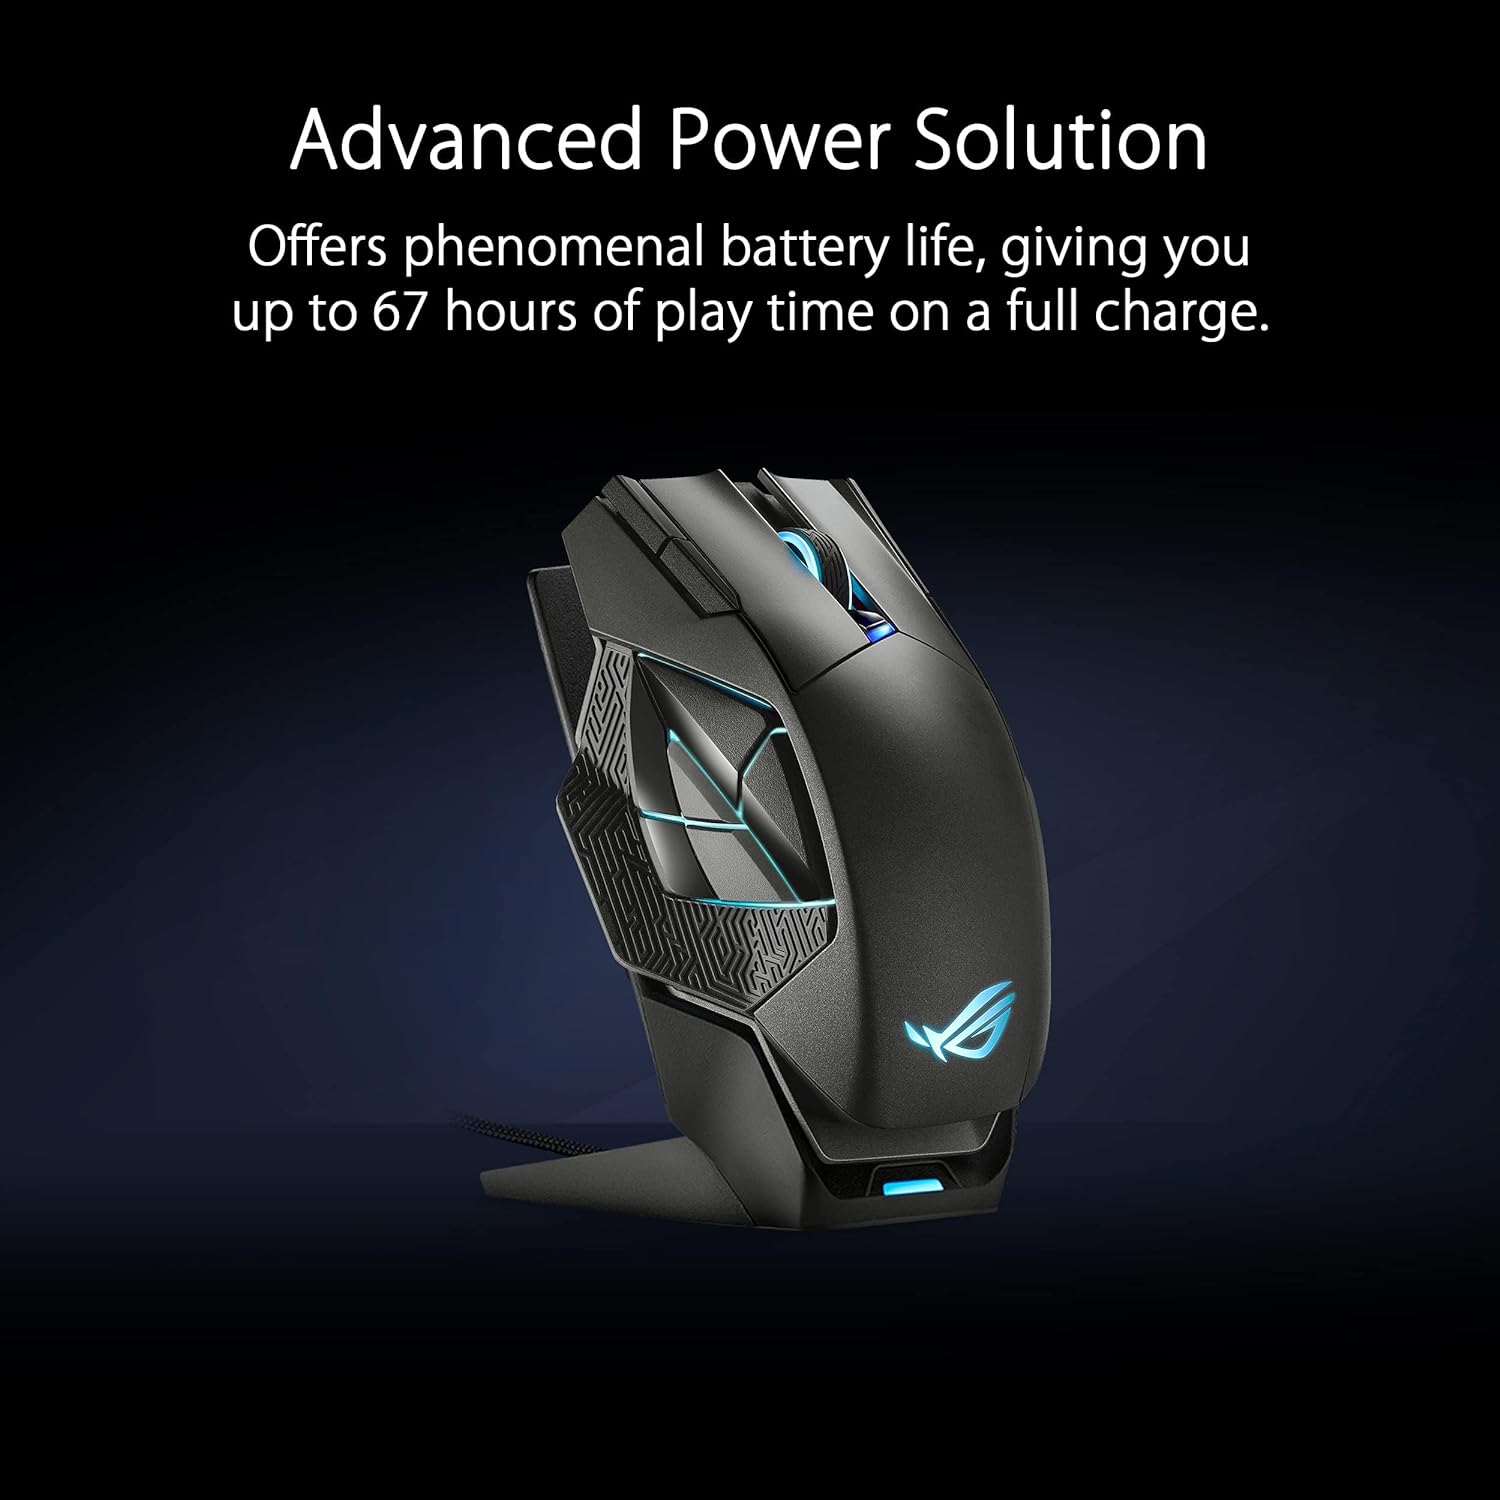 Advanced Power Solution
Offers phenomenal battery life, giving you
up to 67 hours of play time on a full charge.